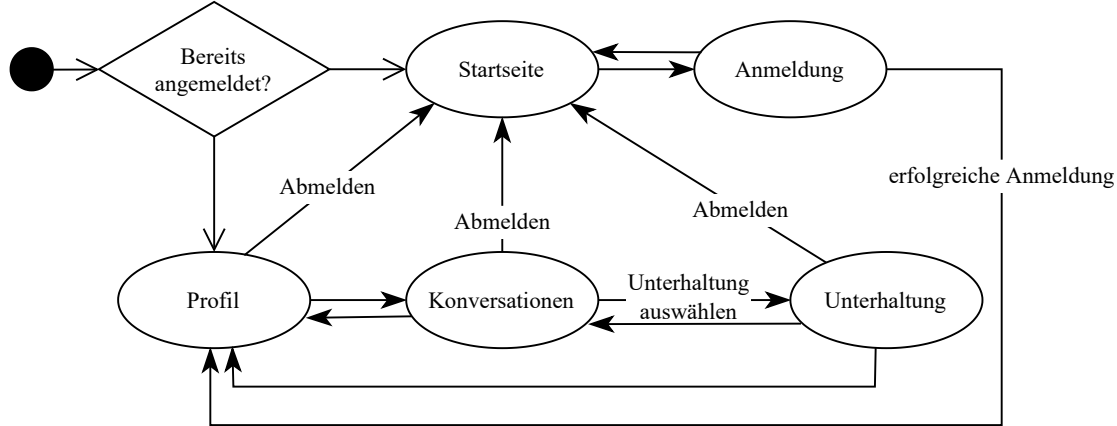 Bereits
angemeldet?
Startseite
Anmeldung
erfolgreiche Anmeldung
Abmelden
Abmelden
Abmelden
Profil
Konversationen
Unterhaltung
auswählen
Unterhaltung